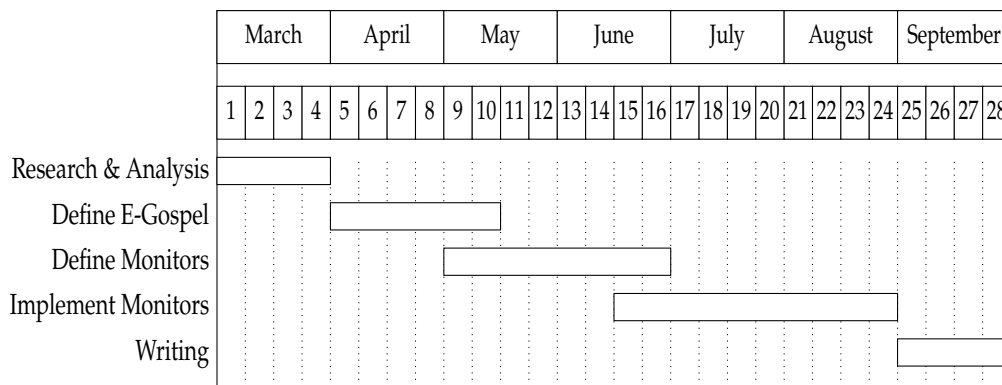 March April May June July August September
1 2 3 4 5 6 7 8 9 10 11 12 13 14 15 16 17 18 19 20 21 22 23 24 25 26 27 28
Research & Analysis
Define E-Gospel
Define Monitors
Implement Monitors
Writing